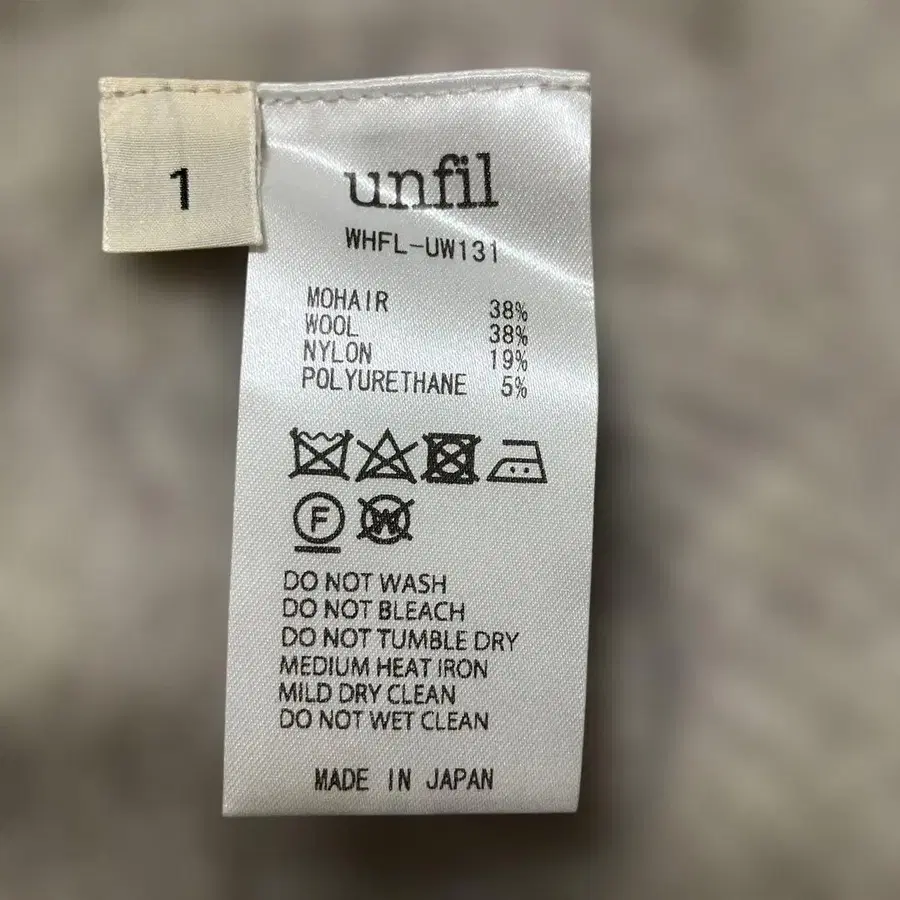 1
unfil
WHFL-UW131
MOHAIR 38%
WOOL 38%
NYLON 19%
POLYURETHANE 5%
F W
DO NOT WASH
DO NOT BLEACH
DO NOT TUMBLE DRY
MEDIUM HEAT IRON
MILD DRY CLEAN
DO NOT WET CLEAN
MADE IN JAPAN